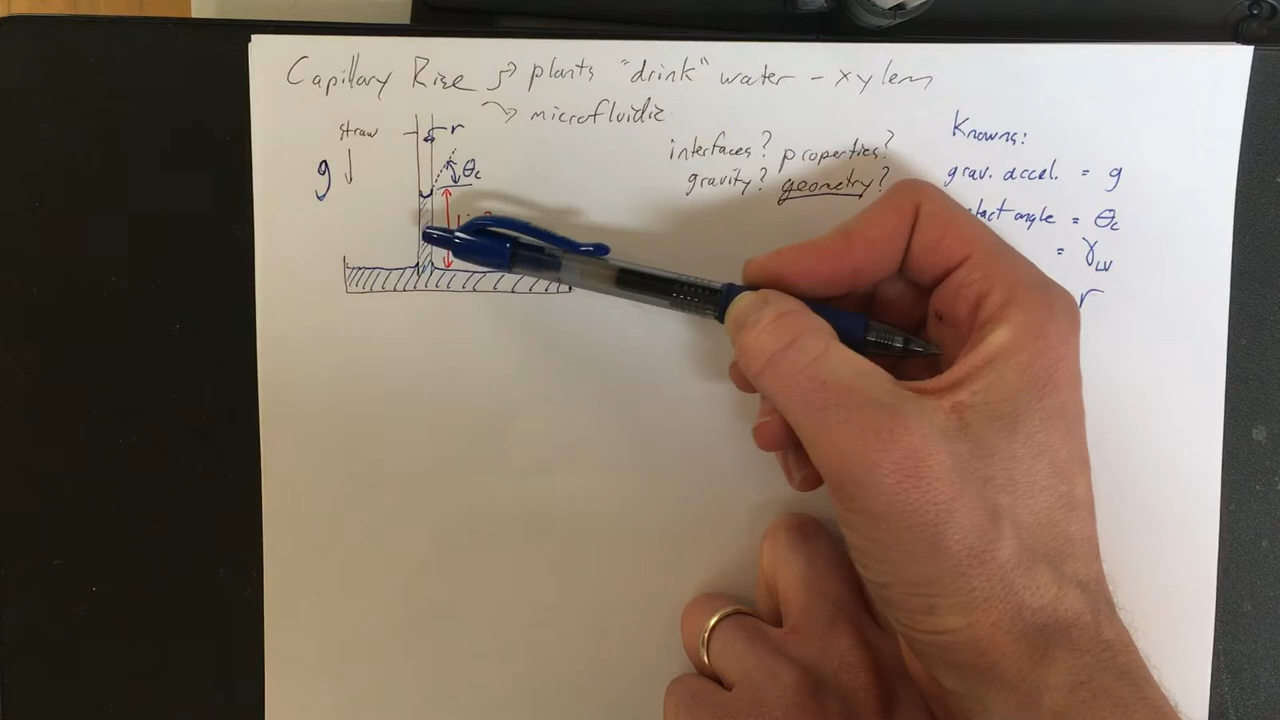 Capillary Rise → plants "drink" water - xylem
→ microfluidic
straw
r
g
θc
interfaces? properties?
gravity? geometry?
Knowns:
grav. accel. = g
angle = θc
= γLV
r